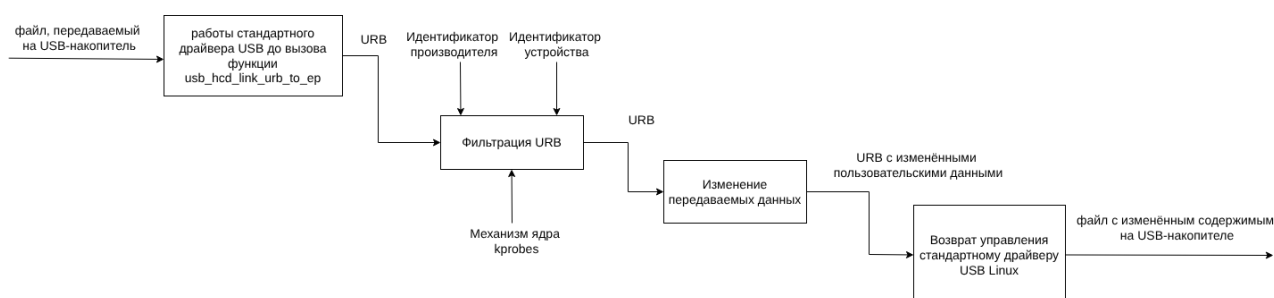 файл, передаваемый
на USB-накопитель
работы стандартного
драйвера USB до вызова
функции
usb_hcd_link_urb_to_ep
URB
Идентификатор
производителя
Идентификатор
устройства
Фильтрация URB
Механизм ядра
kprobes
URB
Изменение
передаваемых данных
URB с изменёнными
пользовательскими данными
Возврат управления
стандартному драйверу
USB Linux
файл с изменённым содержимым
на USB-накопителе